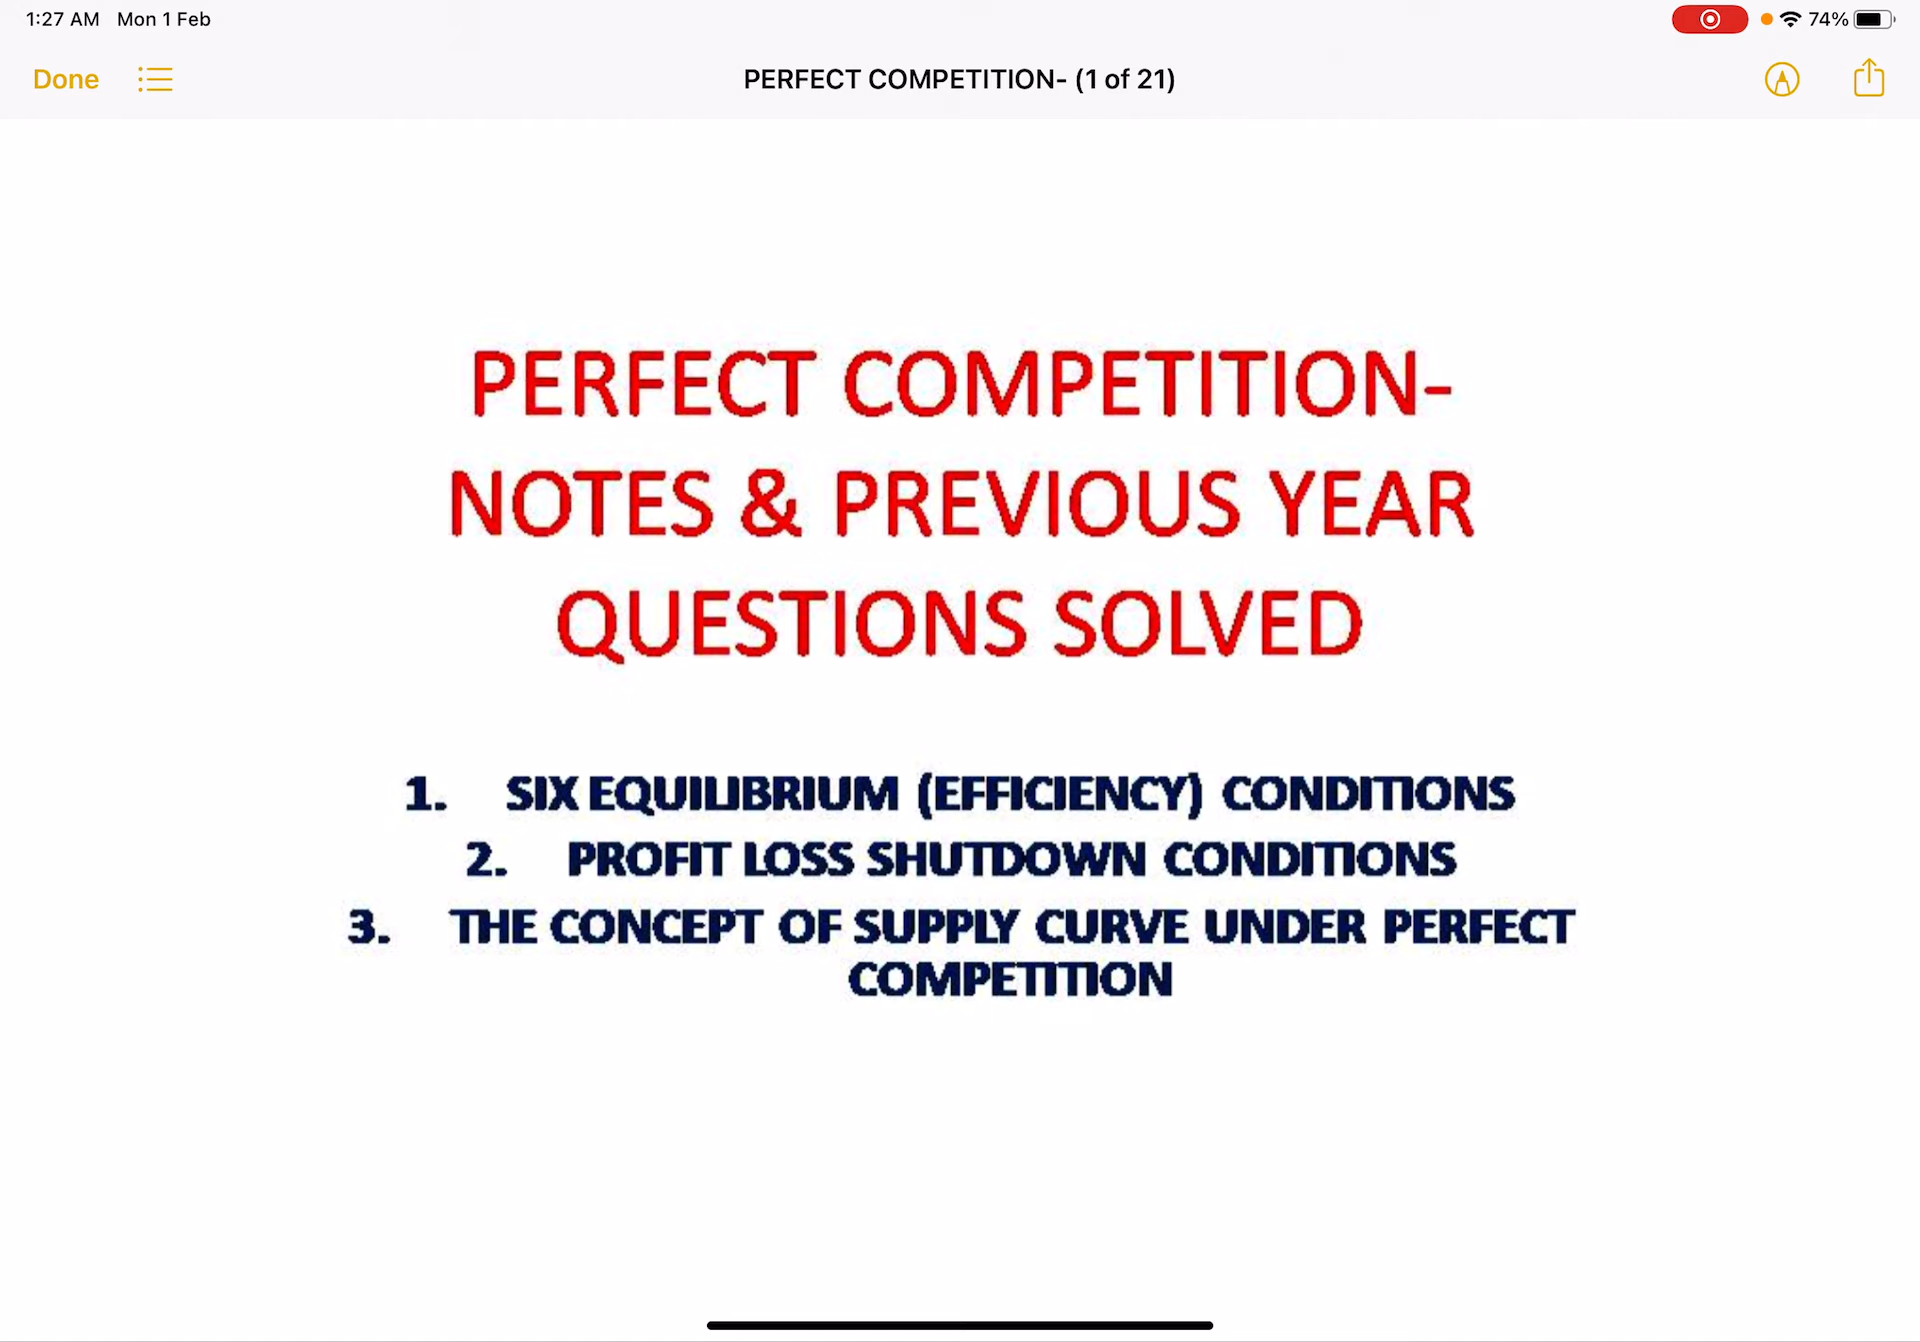 1:27 AM Mon 1 Feb
74%
Done
PERFECT COMPETITION- (1 of 21)
PERFECT COMPETITION-
NOTES & PREVIOUS YEAR
QUESTIONS SOLVED
1. SIX EQUILIBRIUM (EFFICIENCY) CONDITIONS
2. PROFIT LOSS SHUTDOWN CONDITIONS
3. THE CONCEPT OF SUPPLY CURVE UNDER PERFECT
COMPETITION